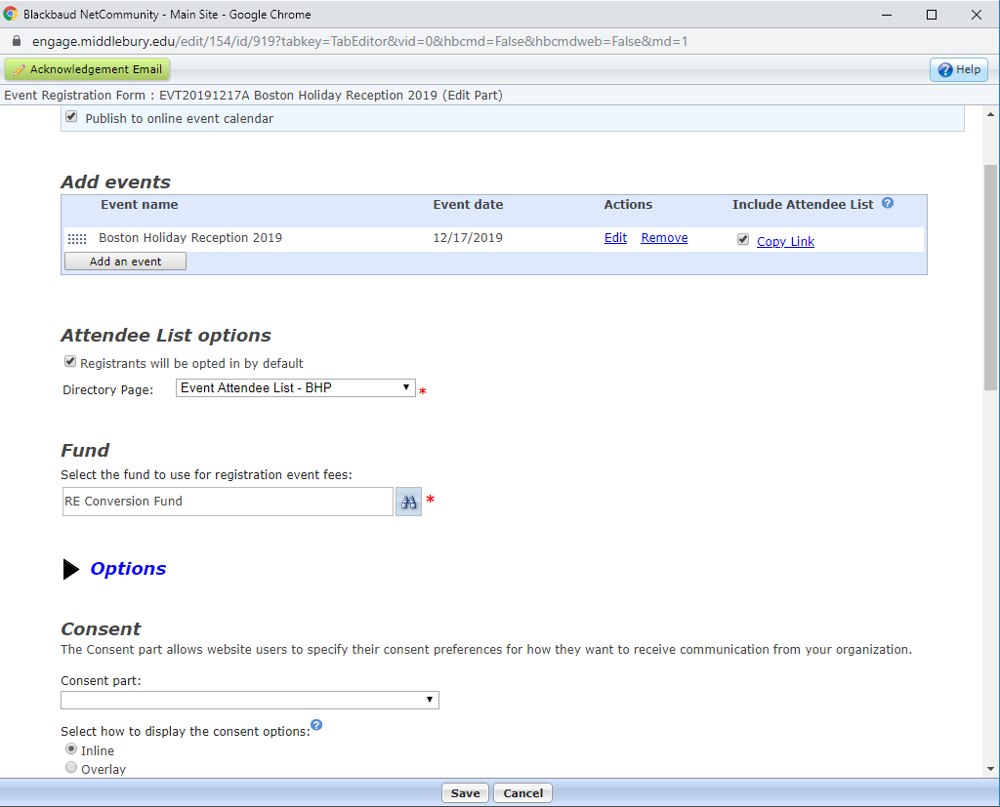 Blackbaud NetCommunity - Main Site - Google Chrome
engage.middlebury.edu/edit/154/id/919?tabkey=TabEditor&vid=0&hbcmd=False&hbcmdweb=False&md=1
Acknowledgement Email Help
Event Registration Form : EVT20191217A Boston Holiday Reception 2019 (Edit Part)
Publish to online event calendar
Add events
Event name Event date Actions Include Attendee List ?
Boston Holiday Reception 2019 12/17/2019 Edit Remove Copy Link
Add an event
Attendee List options
Registrants will be opted in by default
Directory Page: Event Attendee List - BHP *
Fund
Select the fund to use for registration event fees:
RE Conversion Fund *
Options
Consent
The Consent part allows website users to specify their consent preferences for how they want to receive communication from your organization.
Consent part:
Select how to display the consent options: ?
Inline
Overlay
Save Cancel